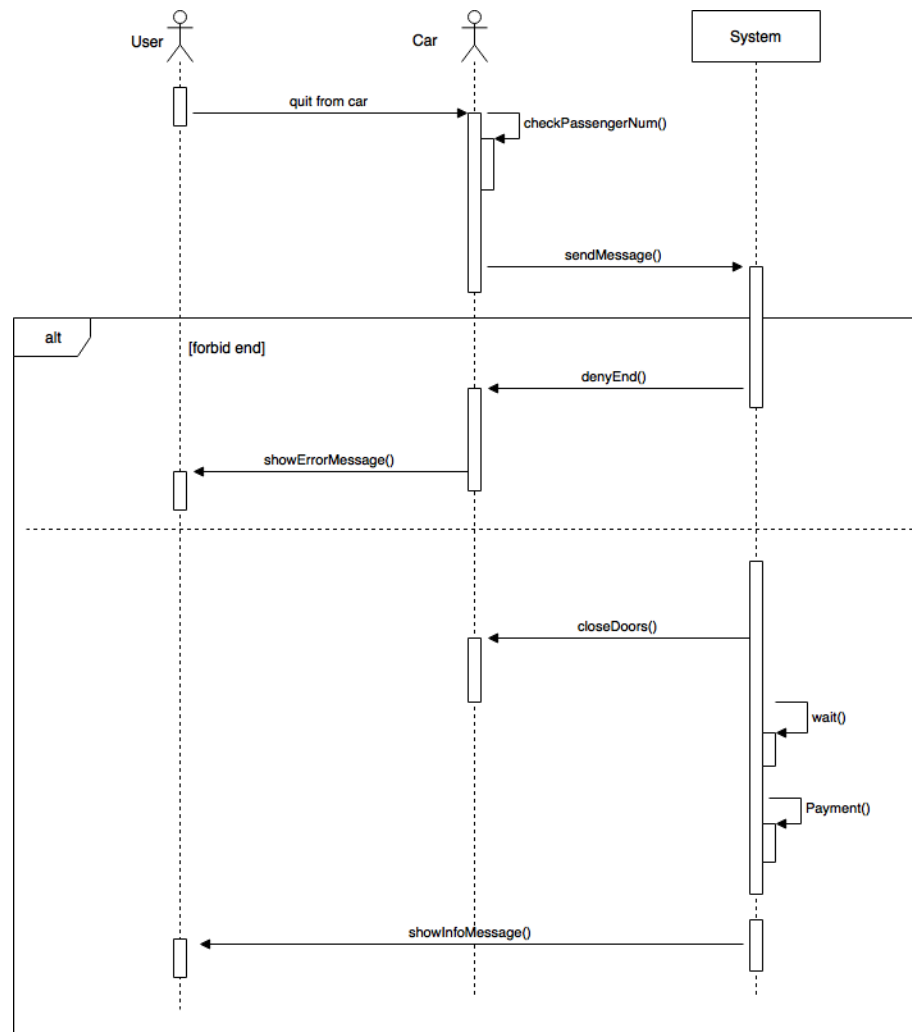 User
Car
System
quit from car
checkPassengerNum()
sendMessage()
alt
[forbid end]
denyEnd()
showErrorMessage()
closeDoors()
wait()
Payment()
showInfoMessage()